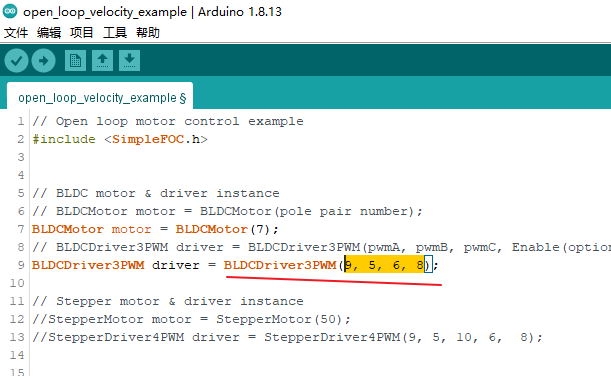 open_loop_velocity_example | Arduino 1.8.13
文件 编辑 项目 工具 帮助
open_loop_velocity_example §
1 // Open loop motor control example
2 #include <SimpleFOC.h>
3
4
5 // BLDC motor & driver instance
6 // BLDCMotor motor = BLDCMotor(pole pair number);
7 BLDCMotor motor = BLDCMotor(7);
8 // BLDCDriver3PWM driver = BLDCDriver3PWM(pwmA, pwmB, pwmC, Enable(option
9 BLDCDriver3PWM driver = BLDCDriver3PWM(9, 5, 6, 8);
10
11 // Stepper motor & driver instance
12 //StepperMotor motor = StepperMotor(50);
13 //StepperDriver4PWM driver = StepperDriver4PWM(9, 5, 10, 6,  8);
14
15